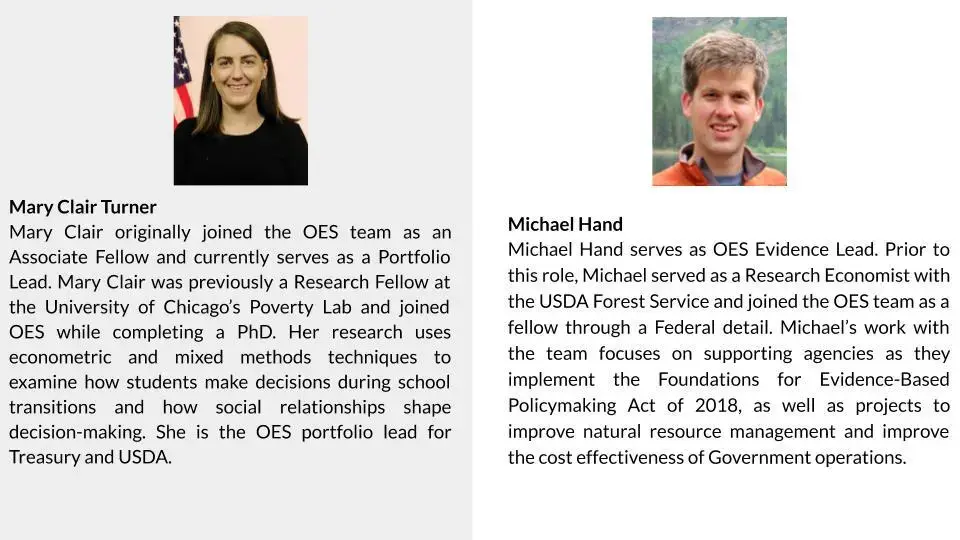 Mary Clair Turner
Mary Clair originally joined the OES team as an
Associate Fellow and currently serves as a Portfolio
Lead. Mary Clair was previously a Research Fellow at
the University of Chicago’s Poverty Lab and joined
OES while completing a PhD. Her research uses
econometric and mixed methods techniques to
examine how students make decisions during school
transitions and how social relationships shape
decision-making. She is the OES portfolio lead for
Treasury and USDA.
Michael Hand
Michael Hand serves as OES Evidence Lead. Prior to
this role, Michael served as a Research Economist with
the USDA Forest Service and joined the OES team as a
fellow through a Federal detail. Michael’s work with
the team focuses on supporting agencies as they
implement the Foundations for Evidence-Based
Policymaking Act of 2018, as well as projects to
improve natural resource management and improve
the cost effectiveness of Government operations.